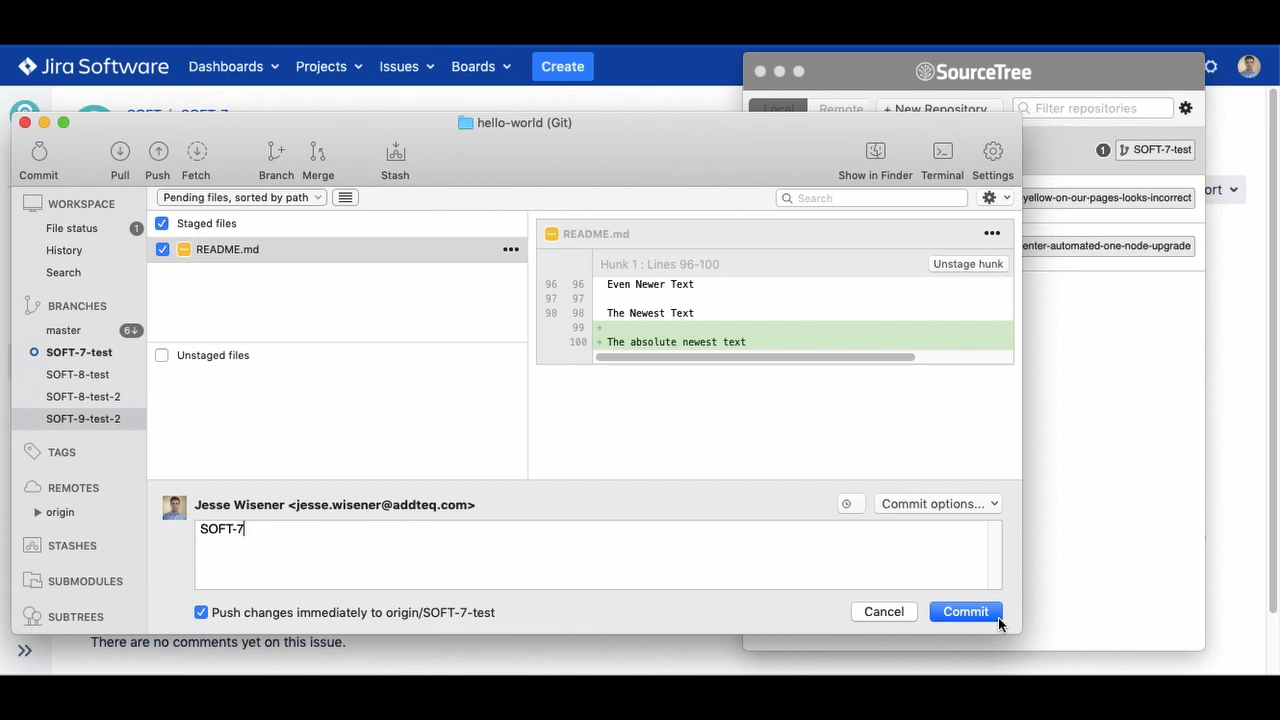 Jira Software Dashboards Projects Issues Boards Create
SourceTree
Local Remote + New Repository Filter repositories
1 SOFT-7-test
yellow-on-our-pages-looks-incorrect
ort
enter-automated-one-node-upgrade
SOFT / SOFT-7
hello-world (Git)
Commit Pull Push Fetch Branch Merge Stash Show in Finder Terminal Settings
WORKSPACE
File status 1
History
Search
BRANCHES
master 6↓
SOFT-7-test
SOFT-8-test
SOFT-8-test-2
SOFT-9-test-2
TAGS
REMOTES
origin
STASHES
SUBMODULES
SUBTREES
Pending files, sorted by path
Search
Staged files
README.md
Unstaged files
README.md
Hunk 1 : Lines 96-100 Unstage hunk
96 96 Even Newer Text
97 97
98 98 The Newest Text
99 +
100 + The absolute newest text
Jesse Wisener <jesse.wisener@addteq.com> Commit options...
SOFT-7
Push changes immediately to origin/SOFT-7-test Cancel Commit
There are no comments yet on this issue.